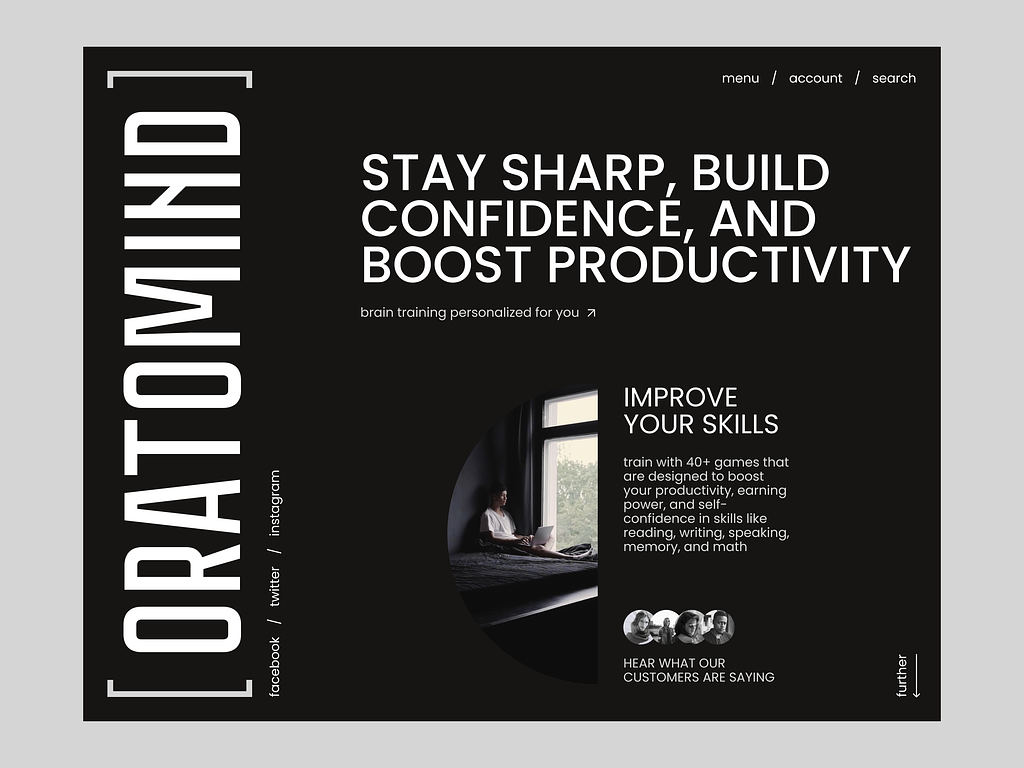 [ORATOMIND]
facebook / twitter / instagram
menu / account / search
STAY SHARP, BUILD
CONFIDENCE, AND
BOOST PRODUCTIVITY
brain training personalized for you ↗
IMPROVE
YOUR SKILLS
train with 40+ games that
are designed to boost
your productivity, earning
power, and self-
confidence in skills like
reading, writing, speaking,
memory, and math
HEAR WHAT OUR
CUSTOMERS ARE SAYING
further